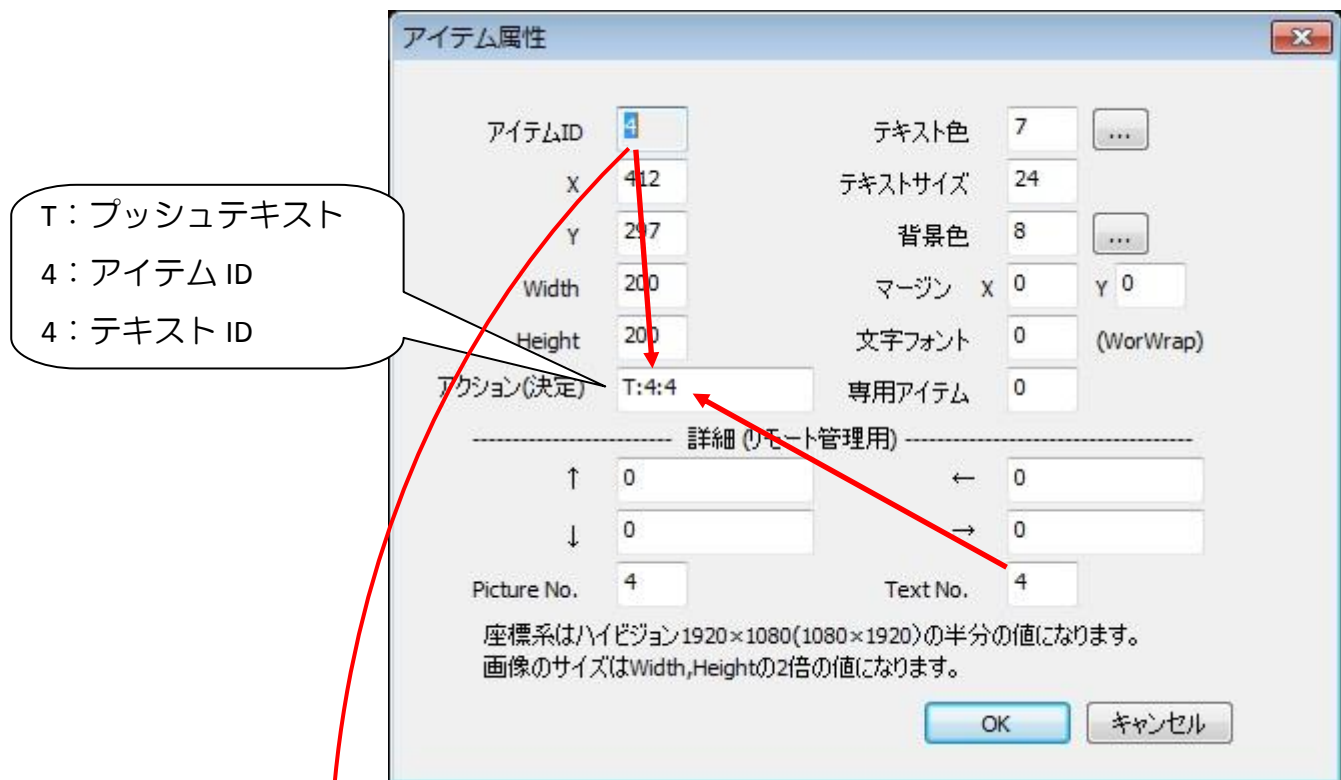 アイテム属性
アイテムID 4 テキスト色 7 ...
X 412 テキストサイズ 24
Y 297 背景色 8 ...
Width 200 マージン X 0 Y 0
Height 200 文字フォント 0 (WorWrap)
アクション(決定) T:4:4 専用アイテム 0
T：プッシュテキスト
4：アイテム ID
4：テキスト ID
詳細 (リモート管理用)
↑ 0 ← 0
↓ 0 → 0
Picture No. 4 Text No. 4
座標系はハイビジョン1920×1080(1080×1920)の半分の値になります。
画像のサイズはWidth,Heightの2倍の値になります。
OK キャンセル